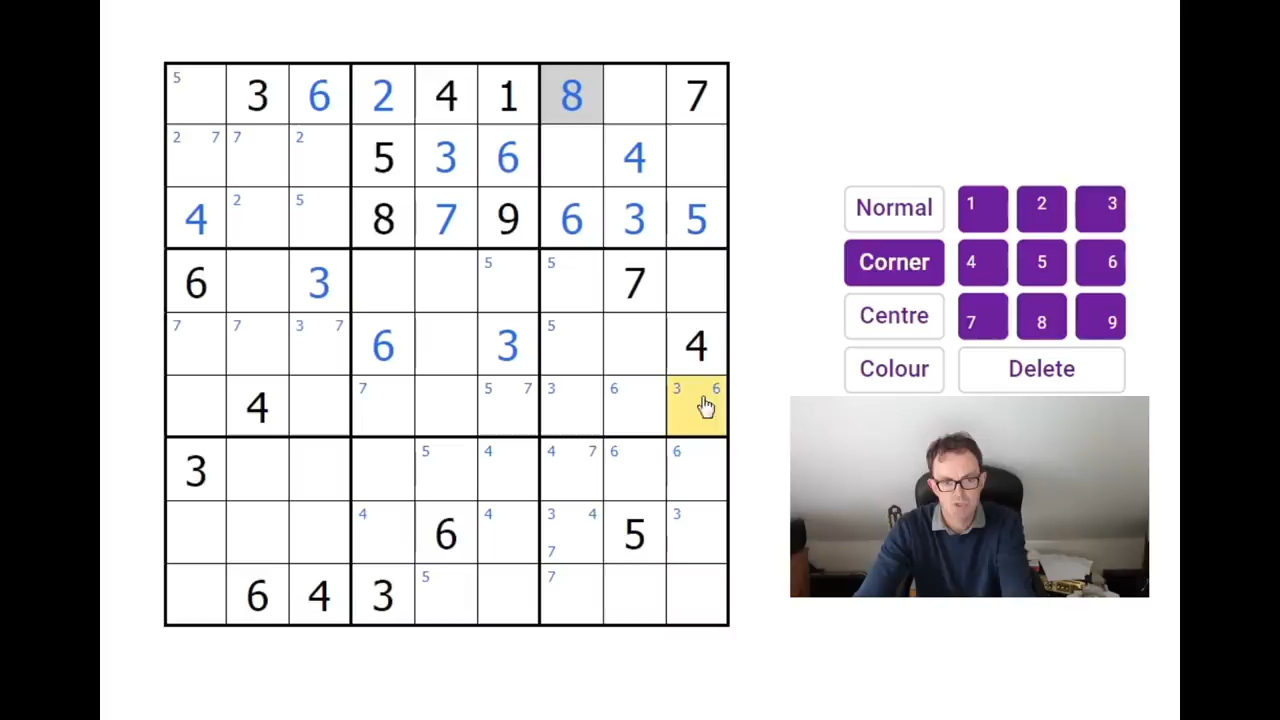 5 3 6 2 4 1 8 7
2 7 7 2 5 3 6 4
4 2 5 8 7 9 6 3 5
6 3 5 5 7
7 7 3 7 6 3 5 4
4 7 5 7 3 6 3 6
3 5 4 4 7 6 6
4 6 4 3 4 7 5 3
6 4 3 5 7
Normal 1 2 3
Corner 4 5 6
Centre 7 8 9
Colour Delete